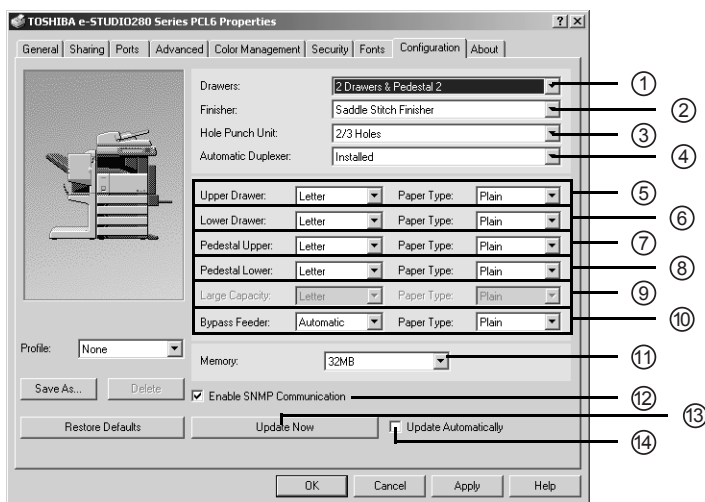 TOSHIBA e-STUDIO280 Series PCL6 Properties
General Sharing Ports Advanced Color Management Security Fonts Configuration About
Drawers: 2 Drawers & Pedestal 2 ①
Finisher: Saddle Stitch Finisher ②
Hole Punch Unit: 2/3 Holes ③
Automatic Duplexer: Installed ④
Upper Drawer: Letter Paper Type: Plain ⑤
Lower Drawer: Letter Paper Type: Plain ⑥
Pedestal Upper: Letter Paper Type: Plain ⑦
Pedestal Lower: Letter Paper Type: Plain ⑧
Large Capacity: Letter Paper Type: Plain ⑨
Bypass Feeder: Automatic Paper Type: Plain ⑩
Profile: None
Memory: 32MB ⑪
Save As... Delete
Enable SNMP Communication ⑫
⑬
Restore Defaults Update Now Update Automatically
⑭
OK Cancel Apply Help